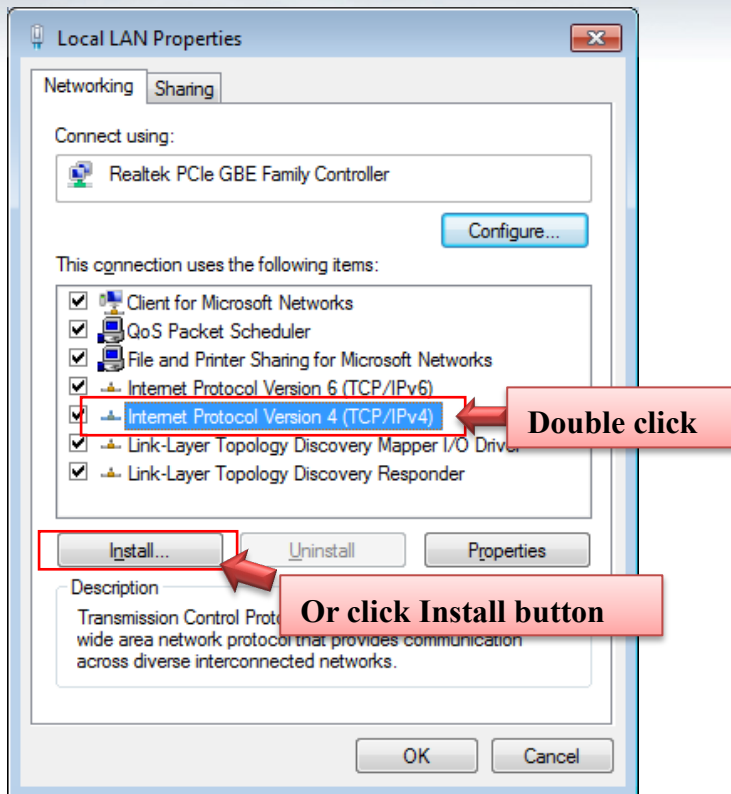 Local LAN Properties
Networking
Sharing
Connect using:
Realtek PCIe GBE Family Controller
Configure...
This connection uses the following items:
Client for Microsoft Networks
QoS Packet Scheduler
File and Printer Sharing for Microsoft Networks
Internet Protocol Version 6 (TCP/IPv6)
Internet Protocol Version 4 (TCP/IPv4)
Double click
Link-Layer Topology Discovery Mapper I/O Driver
Link-Layer Topology Discovery Responder
Install...
Uninstall
Properties
Description
Or click Install button
Transmission Control
wide area network protocol that provides communication
across diverse interconnected networks.
OK
Cancel